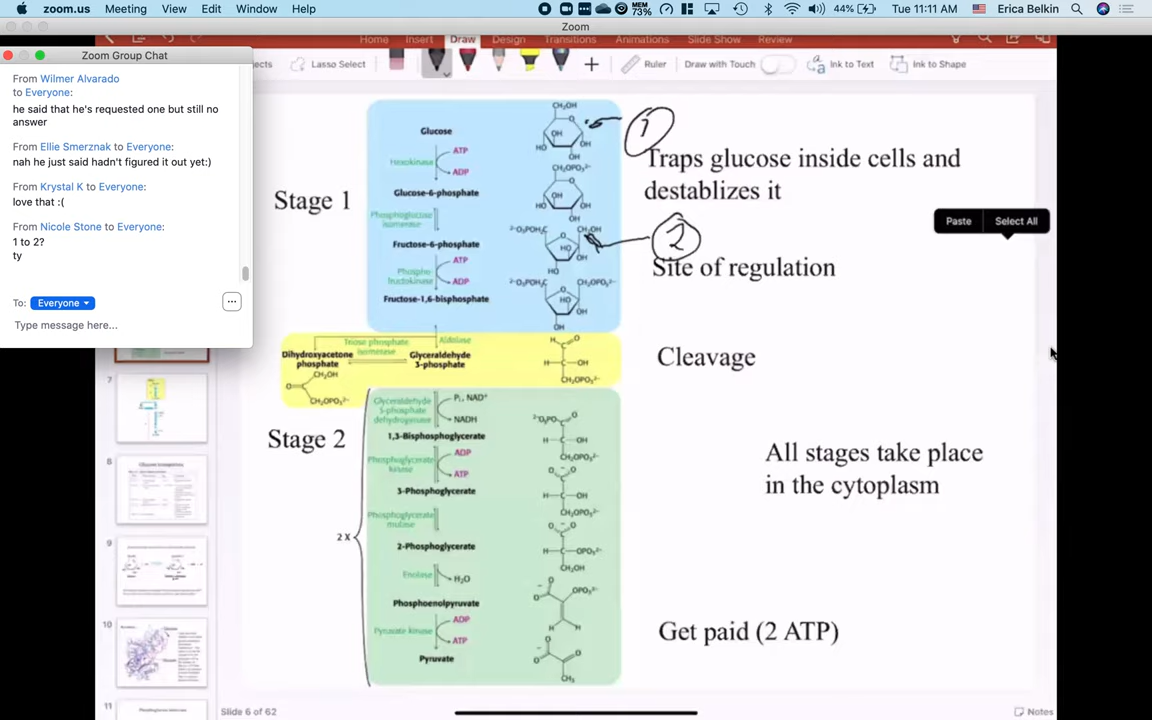 zoom.us Meeting View Edit Window Help
MEM 73% 44% Tue 11:11 AM Erica Belkin
Zoom
Home Insert Draw Design Transitions Animations Slide Show Review
Lasso Select Ruler Draw with Touch Ink to Text Ink to Shape
Zoom Group Chat
From Wilmer Alvarado
to Everyone:
he said that he's requested one but still no
answer
From Ellie Smerznak to Everyone:
nah he just said hadn't figured it out yet:)
From Krystal K to Everyone:
love that :(
From Nicole Stone to Everyone:
1 to 2?
ty
To: Everyone
Type message here...
7
8
9
10
11
Stage 1
Glucose
Hexokinase
ATP
ADP
Glucose-6-phosphate
Phosphoglucose
isomerase
Fructose-6-phosphate
Phospho-
fructokinase
ATP
ADP
Fructose-1,6-bisphosphate
Triose phosphate
isomerase
Aldolase
Dihydroxyacetone
phosphate
Glyceraldehyde
3-phosphate
Stage 2
2 X
Glyceraldehyde
3-phosphate
dehydrogenase
Pi, NAD+
NADH
1,3-Bisphosphoglycerate
Phosphoglycerate
kinase
ADP
ATP
3-Phosphoglycerate
Phosphoglycerate
mutase
2-Phosphoglycerate
Enolase
H₂O
Phosphoenolpyruvate
Pyruvate kinase
ADP
ATP
Pyruvate
1
Traps glucose inside cells and
destablizes it
Paste Select All
2
Site of regulation
Cleavage
All stages take place
in the cytoplasm
Get paid (2 ATP)
Slide 6 of 62
Notes